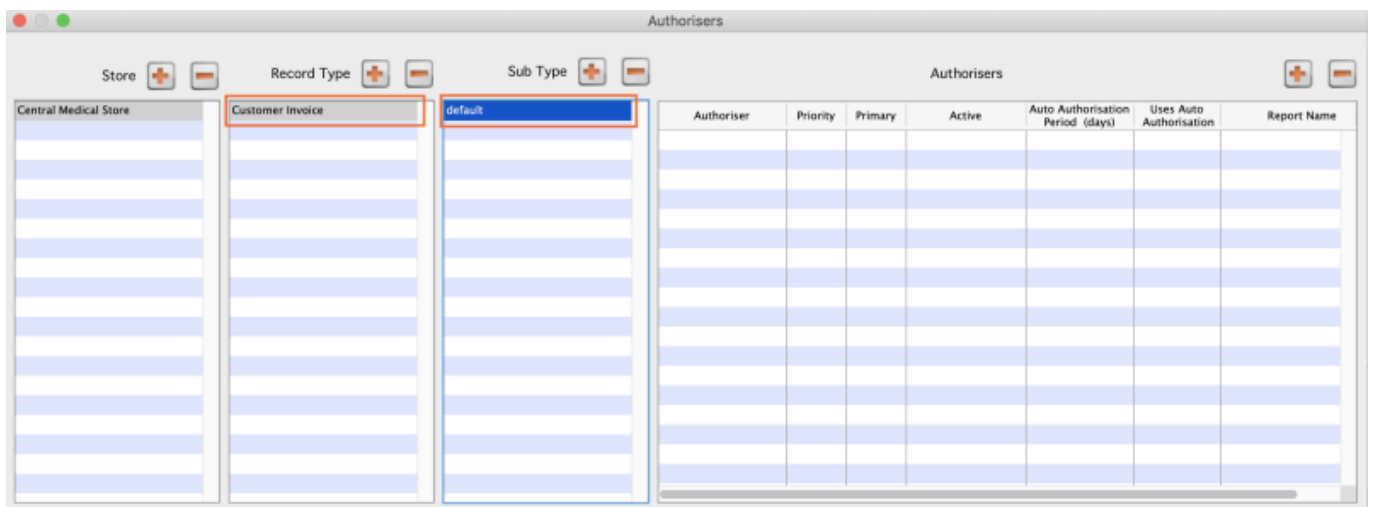 Authorisers
Store
Record Type
Sub Type
Authorisers
Central Medical Store
Customer Invoice
default
Authoriser
Priority
Primary
Active
Auto Authorisation
Period (days)
Uses Auto
Authorisation
Report Name